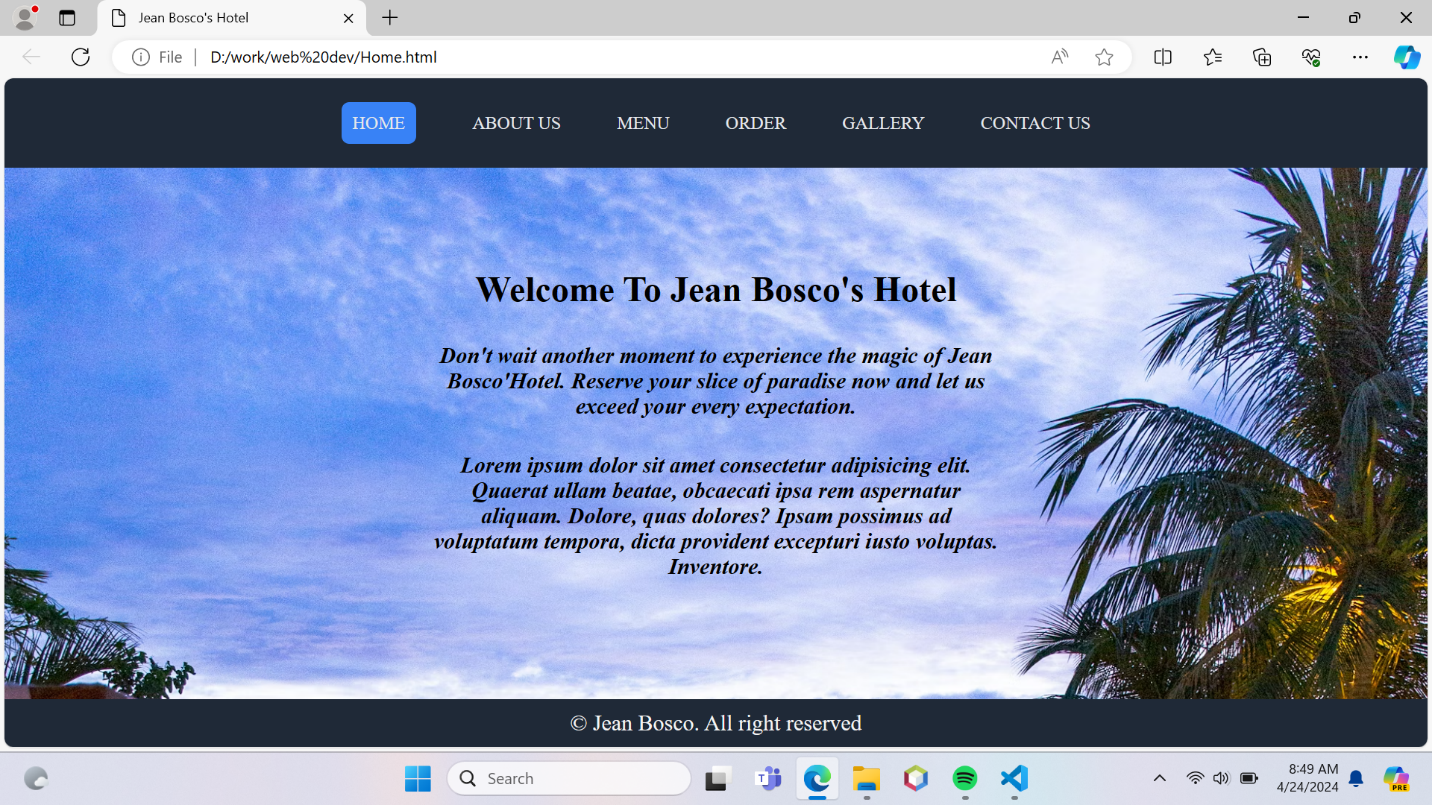 Jean Bosco's Hotel
File
D:/work/web%20dev/Home.html
HOME ABOUT US MENU ORDER GALLERY CONTACT US
Welcome To Jean Bosco's Hotel
Don't wait another moment to experience the magic of Jean
Bosco'Hotel. Reserve your slice of paradise now and let us
exceed your every expectation.
Lorem ipsum dolor sit amet consectetur adipisicing elit.
Quaerat ullam beatae, obcaecati ipsa rem aspernatur
aliquam. Dolore, quas dolores? Ipsam possimus ad
voluptatum tempora, dicta provident excepturi iusto voluptas.
Inventore.
© Jean Bosco. All right reserved
Search
8:49 AM
4/24/2024
PRE